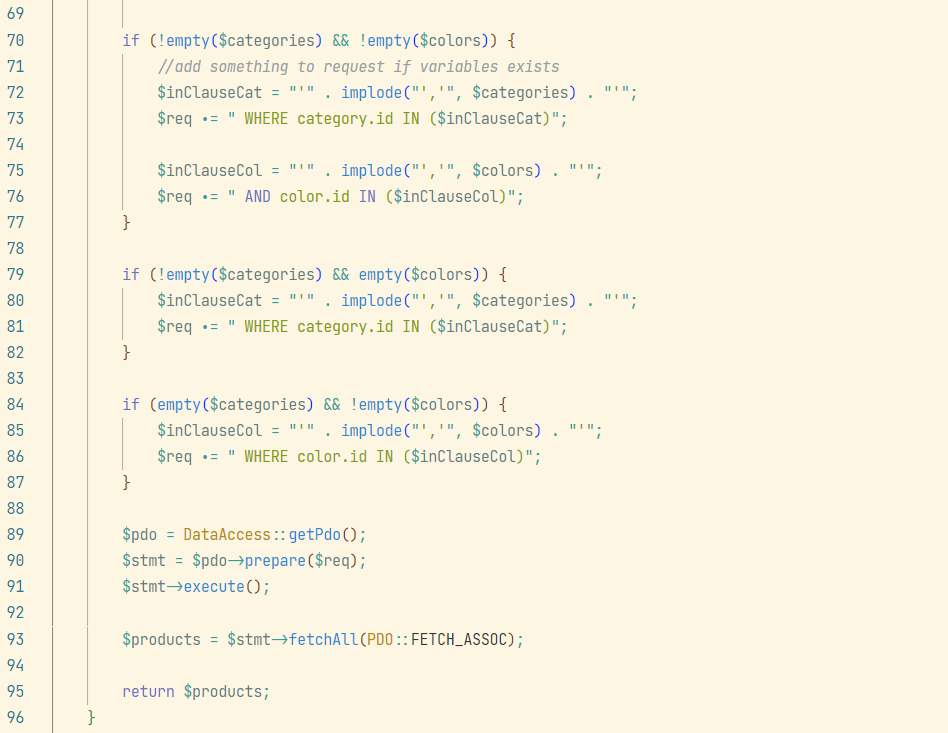 69
70 if (!empty($categories) && !empty($colors)) {
71 //add something to request if variables exists
72 $inClauseCat = "'" . implode("','", $categories) . "'";
73 $req .= " WHERE category.id IN ($inClauseCat)";
74
75 $inClauseCol = "'" . implode("','", $colors) . "'";
76 $req .= " AND color.id IN ($inClauseCol)";
77 }
78
79 if (!empty($categories) && empty($colors)) {
80 $inClauseCat = "'" . implode("','", $categories) . "'";
81 $req .= " WHERE category.id IN ($inClauseCat)";
82 }
83
84 if (empty($categories) && !empty($colors)) {
85 $inClauseCol = "'" . implode("','", $colors) . "'";
86 $req .= " WHERE color.id IN ($inClauseCol)";
87 }
88
89 $pdo = DataAccess::getPdo();
90 $stmt = $pdo->prepare($req);
91 $stmt->execute();
92
93 $products = $stmt->fetchAll(PDO::FETCH_ASSOC);
94
95 return $products;
96 }